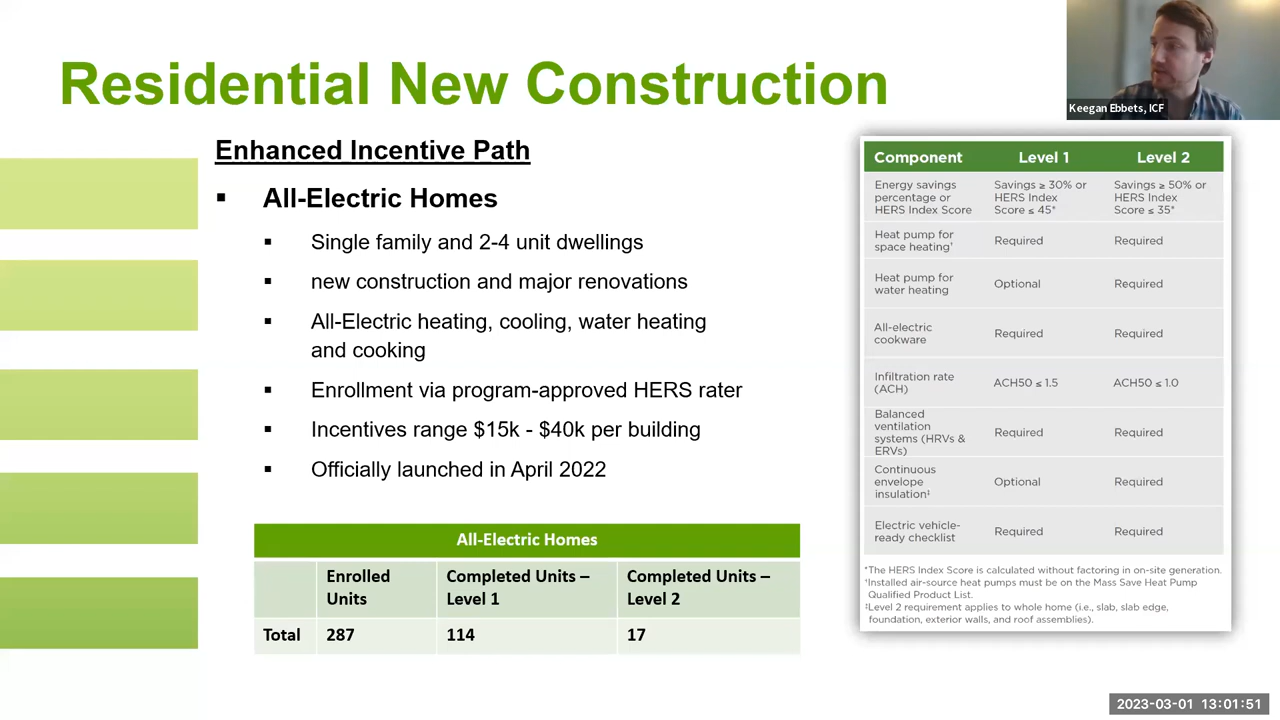 Residential New Construction
Keegan Ebbets, ICF
Enhanced Incentive Path
▪ All-Electric Homes
▪ Single family and 2-4 unit dwellings
▪ new construction and major renovations
▪ All-Electric heating, cooling, water heating
and cooking
▪ Enrollment via program-approved HERS rater
▪ Incentives range $15k - $40k per building
▪ Officially launched in April 2022
All-Electric Homes
Enrolled Completed Units – Completed Units –
Units Level 1 Level 2
Total 287 114 17
Component Level 1 Level 2
Energy savings Savings ≥ 30% or Savings ≥ 50% or
percentage or HERS Index HERS Index
HERS Index Score Score ≤ 45* Score ≤ 35*
Heat pump for
space heating† Required Required
Heat pump for
water heating Optional Required
All-electric
cookware Required Required
Infiltration rate
(ACH) ACH50 ≤ 1.5 ACH50 ≤ 1.0
Balanced
ventilation
systems (HRVs & Required Required
ERVs)
Continuous
envelope Optional Required
insulation‡
Electric vehicle-
ready checklist Required Required
*The HERS Index Score is calculated without factoring in on-site generation.
†Installed air-source heat pumps must be on the Mass Save Heat Pump
Qualified Product List.
‡Level 2 requirement applies to whole home (i.e., slab, slab edge,
foundation, exterior walls, and roof assemblies).
2023-03-01 13:01:51